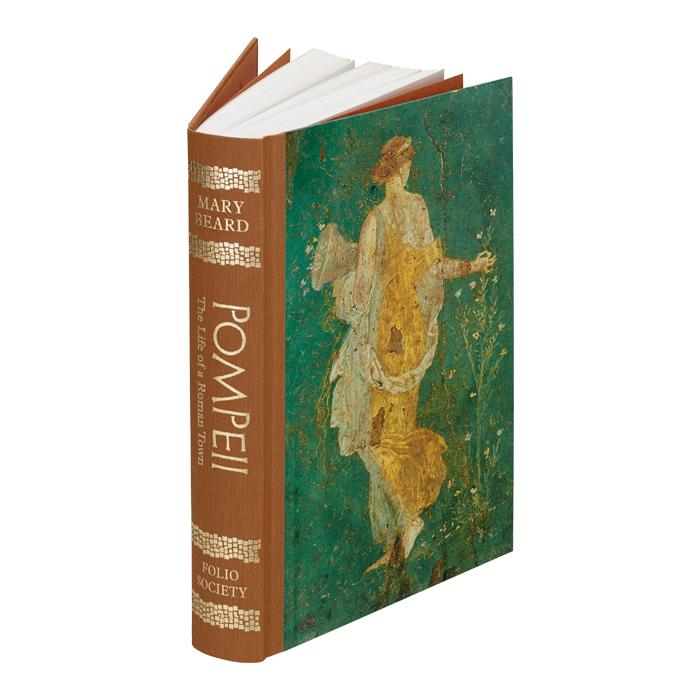 MARY
BEARD
POMPEII
The Life of a Roman Town
FOLIO
SOCIETY